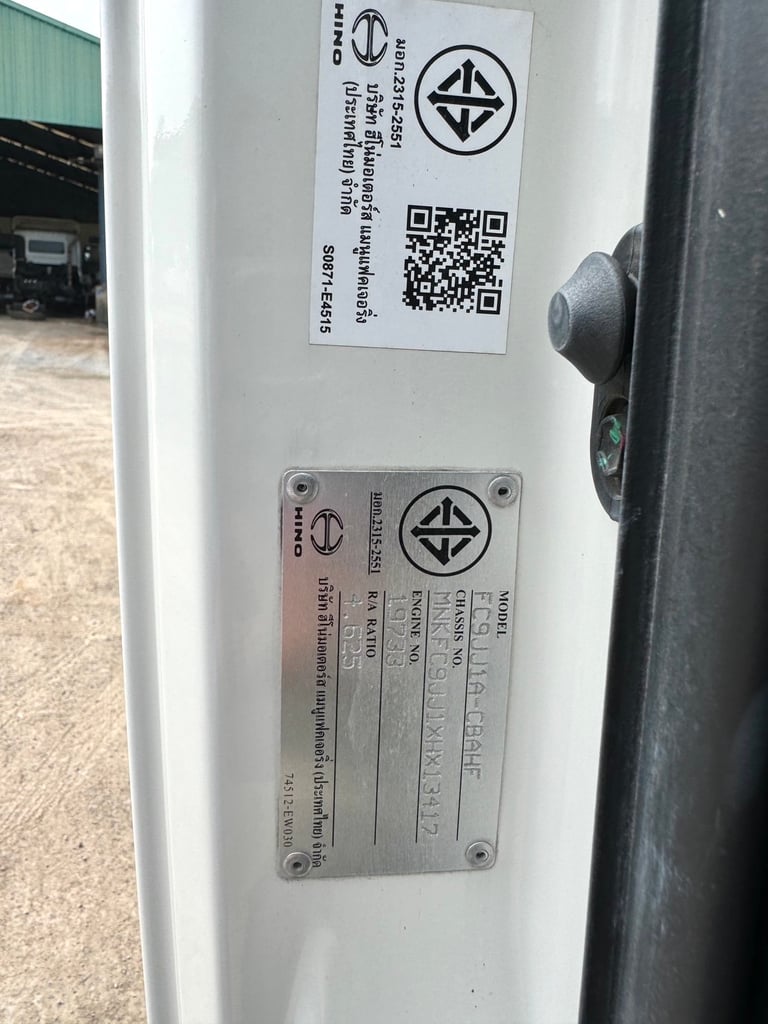 HINO
มอก.2315-2551
บริษัท ฮีโน่มอเตอร์ส แมนูแฟคเจอริ่ง
(ประเทศไทย) จำกัด
S0871-E4515
MODEL
FC9JJ1A-CBAHF
CHASSIS NO.
MNKFC9JJ1XHX13417
ENGINE NO.
19733
R/A RATIO
4.625
มอก.2315-2551
HINO
บริษัท ฮีโน่มอเตอร์ส แมนูแฟคเจอริ่ง (ประเทศไทย) จำกัด
74512-EW030